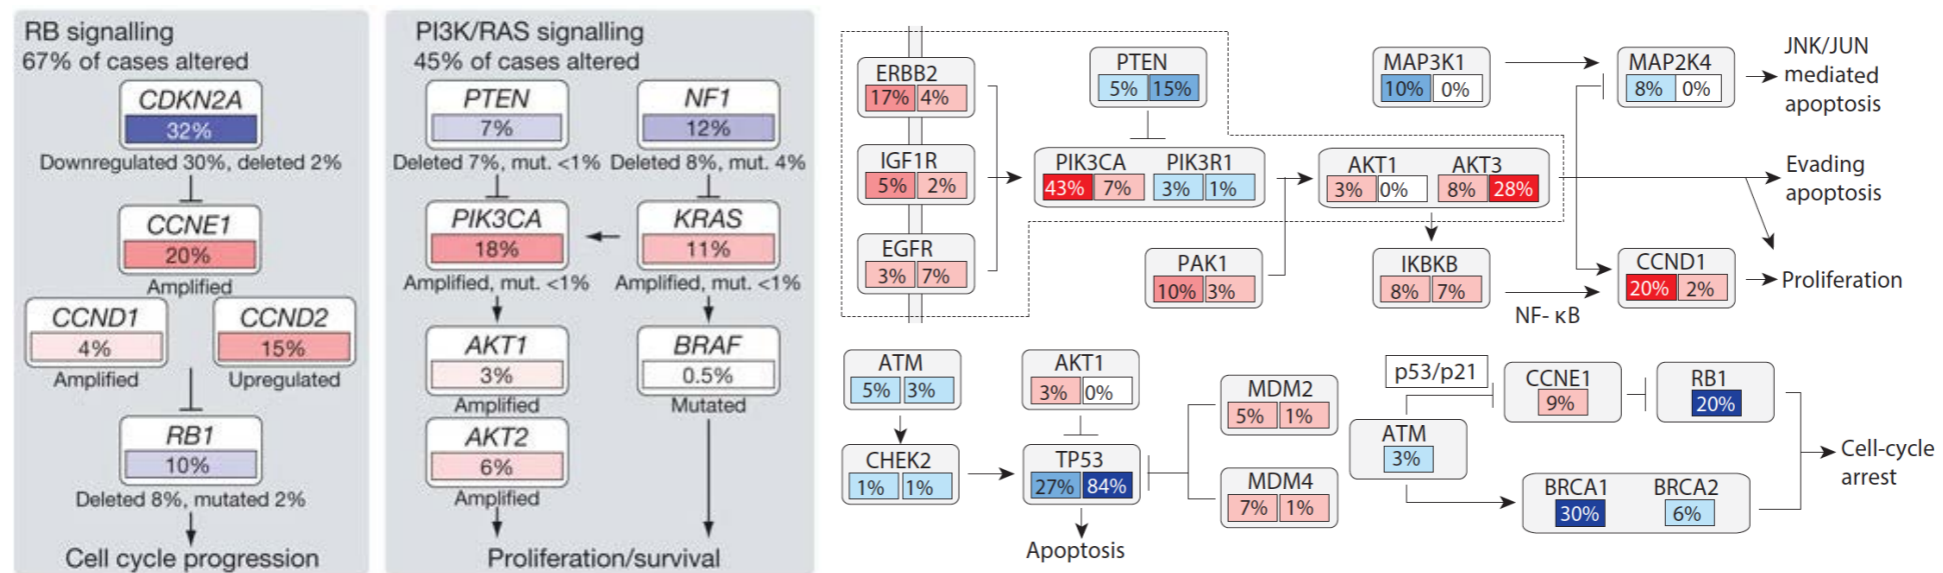 RB signalling
67% of cases altered
CDKN2A
32%
Downregulated 30%, deleted 2%
CCNE1
20%
Amplified
CCND1
4%
Amplified
CCND2
15%
Upregulated
RB1
10%
Deleted 8%, mutated 2%
Cell cycle progression
PI3K/RAS signalling
45% of cases altered
PTEN
7%
Deleted 7%, mut. <1%
NF1
12%
Deleted 8%, mut. 4%
PIK3CA
18%
Amplified, mut. <1%
KRAS
11%
Amplified, mut. <1%
AKT1
3%
Amplified
BRAF
0.5%
Mutated
AKT2
6%
Amplified
Proliferation/survival
ERBB2
17% 4%
IGF1R
5% 2%
EGFR
3% 7%
PTEN
5% 15%
PIK3CA PIK3R1
43% 7% 3% 1%
PAK1
10% 3%
AKT1 AKT3
3% 0% 8% 28%
IKBKB
8% 7%
NF- κB
MAP3K1
10% 0%
MAP2K4
8% 0%
CCND1
20% 2%
JNK/JUN
mediated
apoptosis
Evading
apoptosis
Proliferation
ATM
5% 3%
CHEK2
1% 1%
AKT1
3% 0%
TP53
27% 84%
Apoptosis
MDM2
5% 1%
MDM4
7% 1%
p53/p21
ATM
3%
CCNE1
9%
RB1
20%
BRCA1 BRCA2
30% 6%
Cell-cycle
arrest